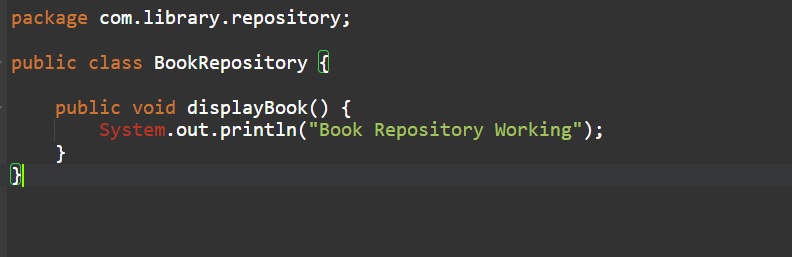 package com.library.repository;
public class BookRepository {
public void displayBook() {
System.out.println("Book Repository Working");
}
}